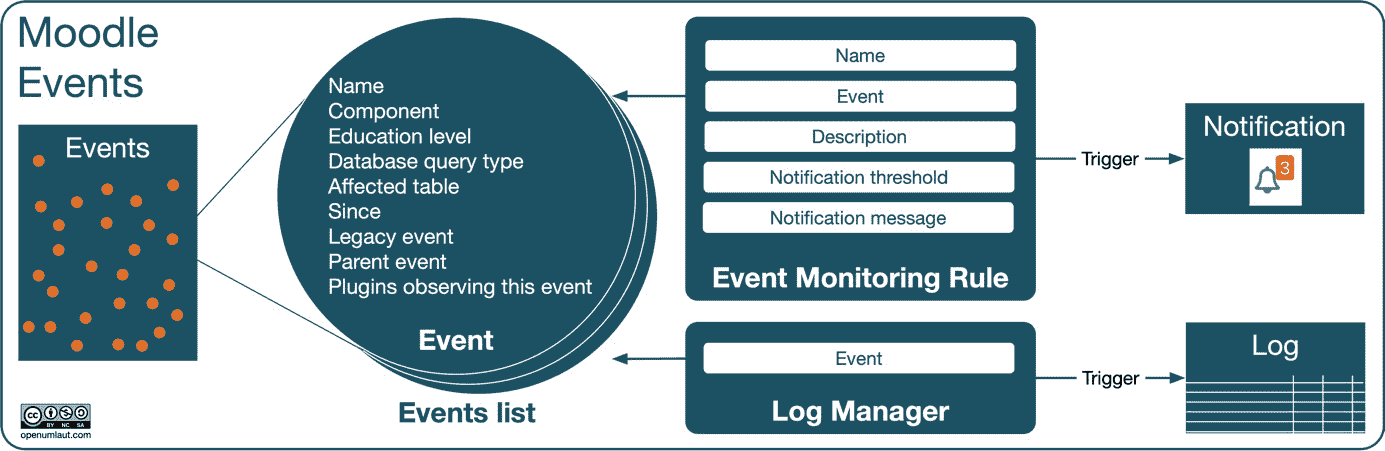 Moodle
Events
Events
Name
Component
Education level
Database query type
Affected table
Since
Legacy event
Parent event
Plugins observing this event
Event
Events list
Name
Event
Description
Notification threshold
Notification message
Event Monitoring Rule
Trigger
Notification
3
Event
Log Manager
Trigger
Log
cc
BY NC SA
openumlaut.com